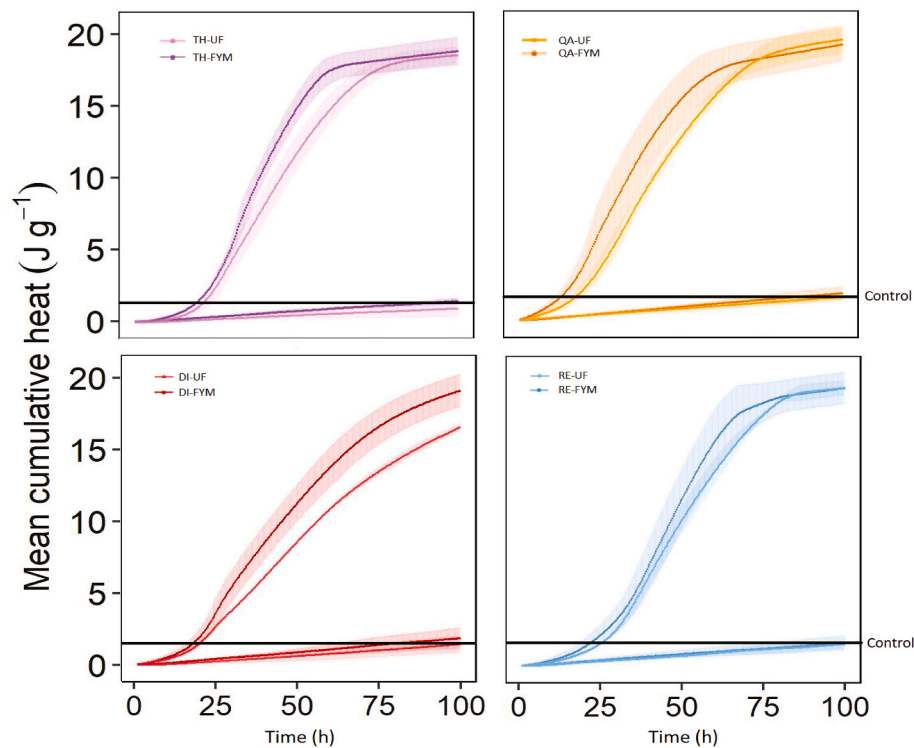 Mean cumulative heat (J g⁻¹)
20
15
10
5
0
TH-UF
TH-FYM
QA-UF
QA-FYM
Control
20
15
10
5
0
DI-UF
DI-FYM
RE-UF
RE-FYM
Control
0 25 50 75 100
0 25 50 75 100
Time (h)
Time (h)